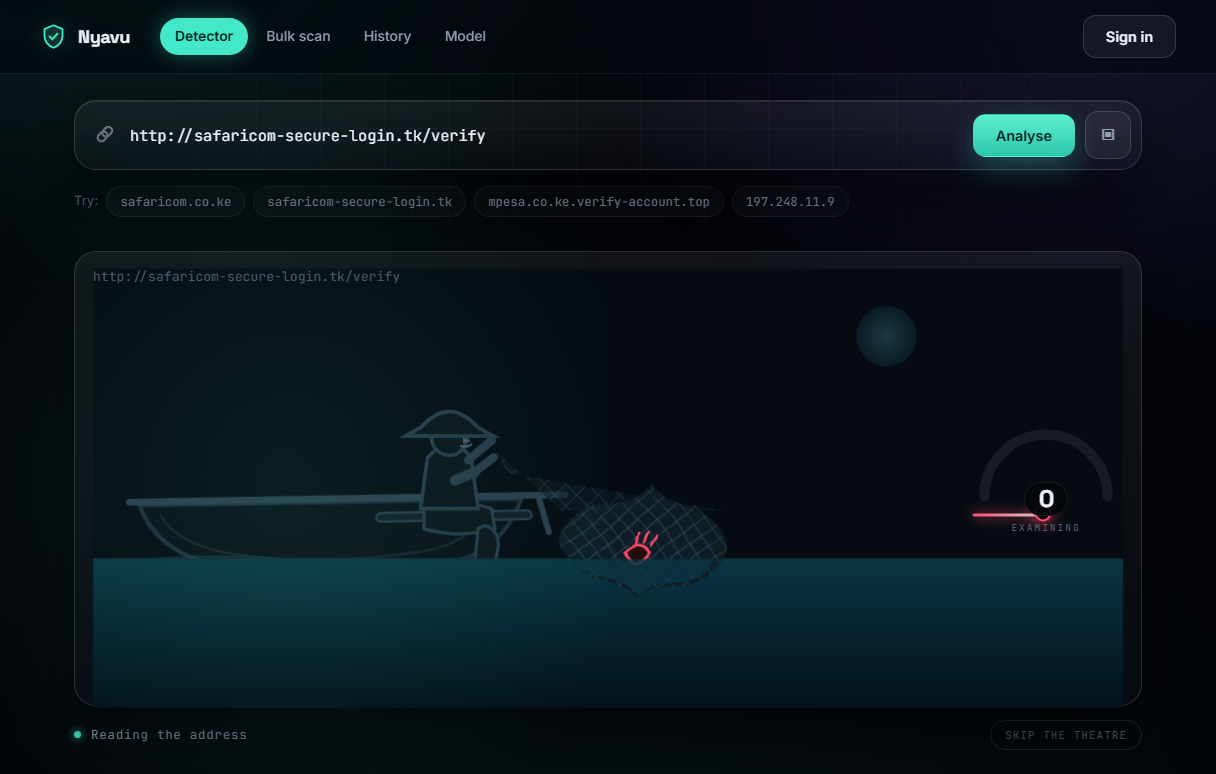 Nyavu Detector Bulk scan History Model Sign in
http://safaricom-secure-login.tk/verify Analyse
Try: safaricom.co.ke safaricom-secure-login.tk mpesa.co.ke.verify-account.top 197.248.11.9
http://safaricom-secure-login.tk/verify
0
EXAMINING
Reading the address SKIP THE THEATRE